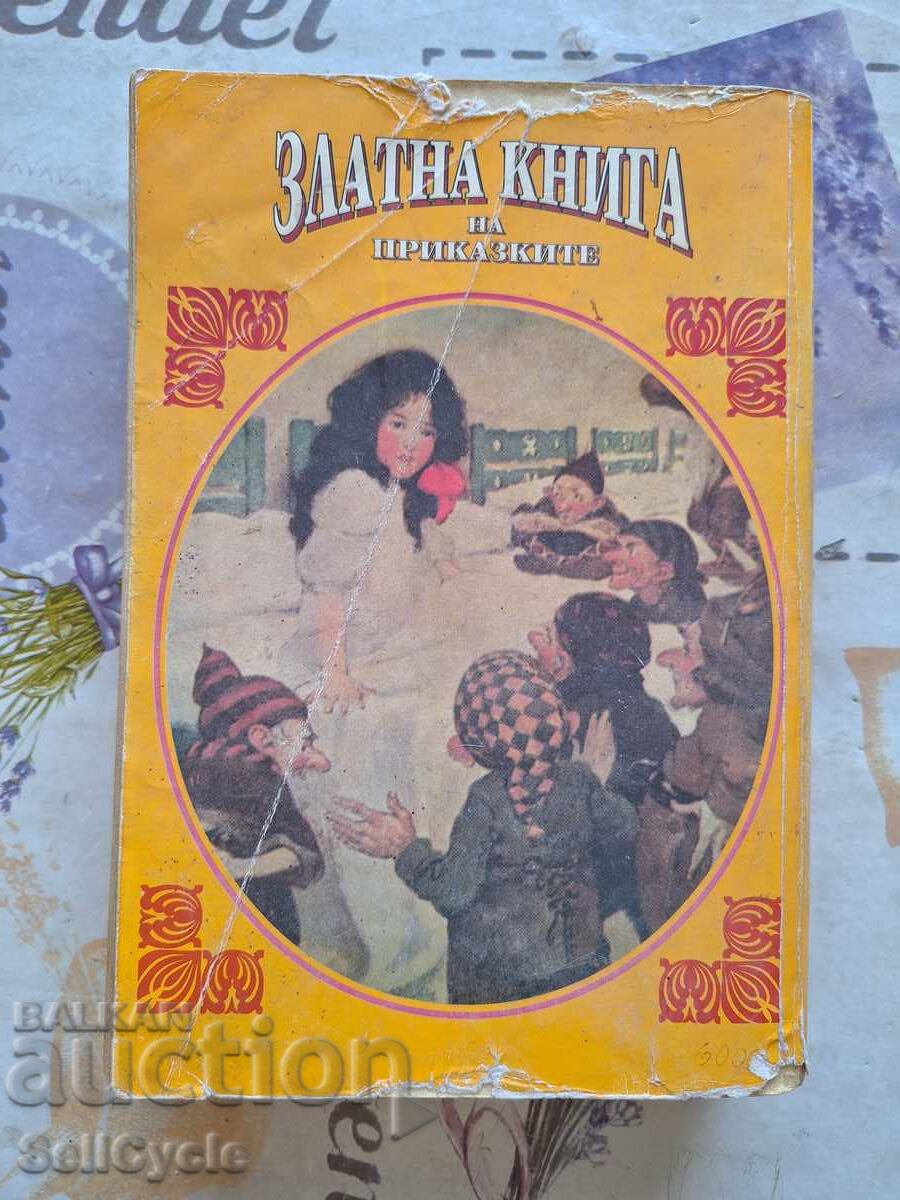 ЗЛАТНА КНИГА
НА
ПРИКАЗКИТЕ
BALKAN
auction
SellCycle